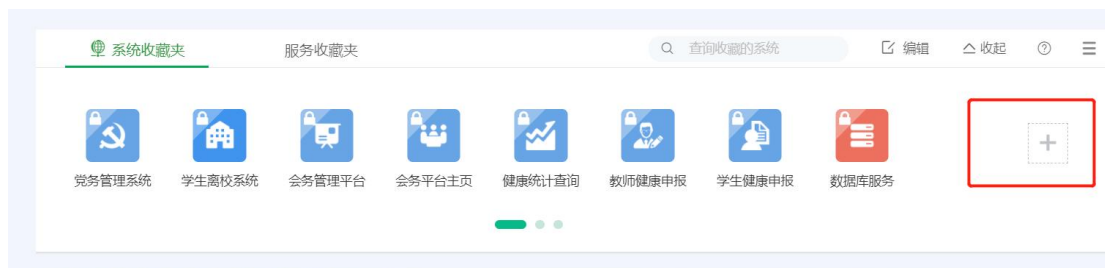 系统收藏夹 服务收藏夹 查询收藏的系统 编辑 收起
党务管理系统 学生离校系统 会务管理平台 会务平台主页 健康统计查询 教师健康申报 学生健康申报 数据库服务